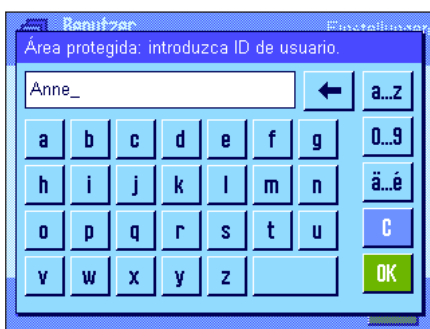 Benutzer Einstellungen
Área protegida: introduzca ID de usuario.
Anne_
a...z
a b c d e f g 0...9
h i j k l m n ä...é
o p q r s t u C
v w x y z OK